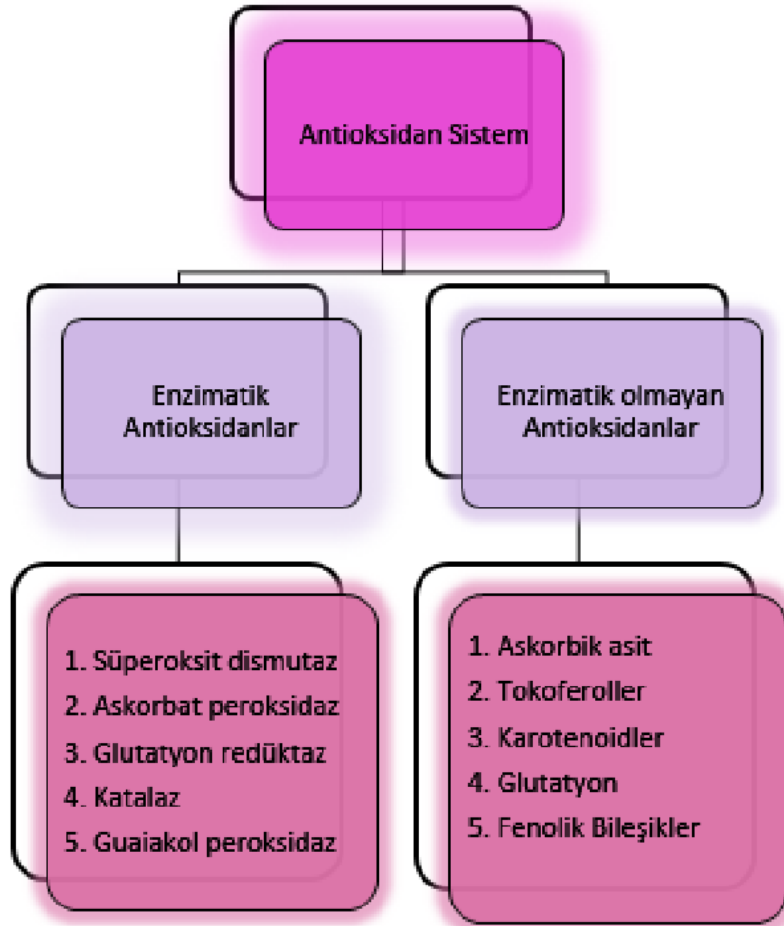 Antioksidan Sistem
Enzimatik
Antioksidanlar
Enzimatik olmayan
Antioksidanlar
1. Süperoksit dismutaz
2. Askorbat peroksidaz
3. Glutatyon redüktaz
4. Katalaz
5. Guaiakol peroksidaz
1. Askorbik asit
2. Tokoferoller
3. Karotenoidler
4. Glutatyon
5. Fenolik Bileşikler